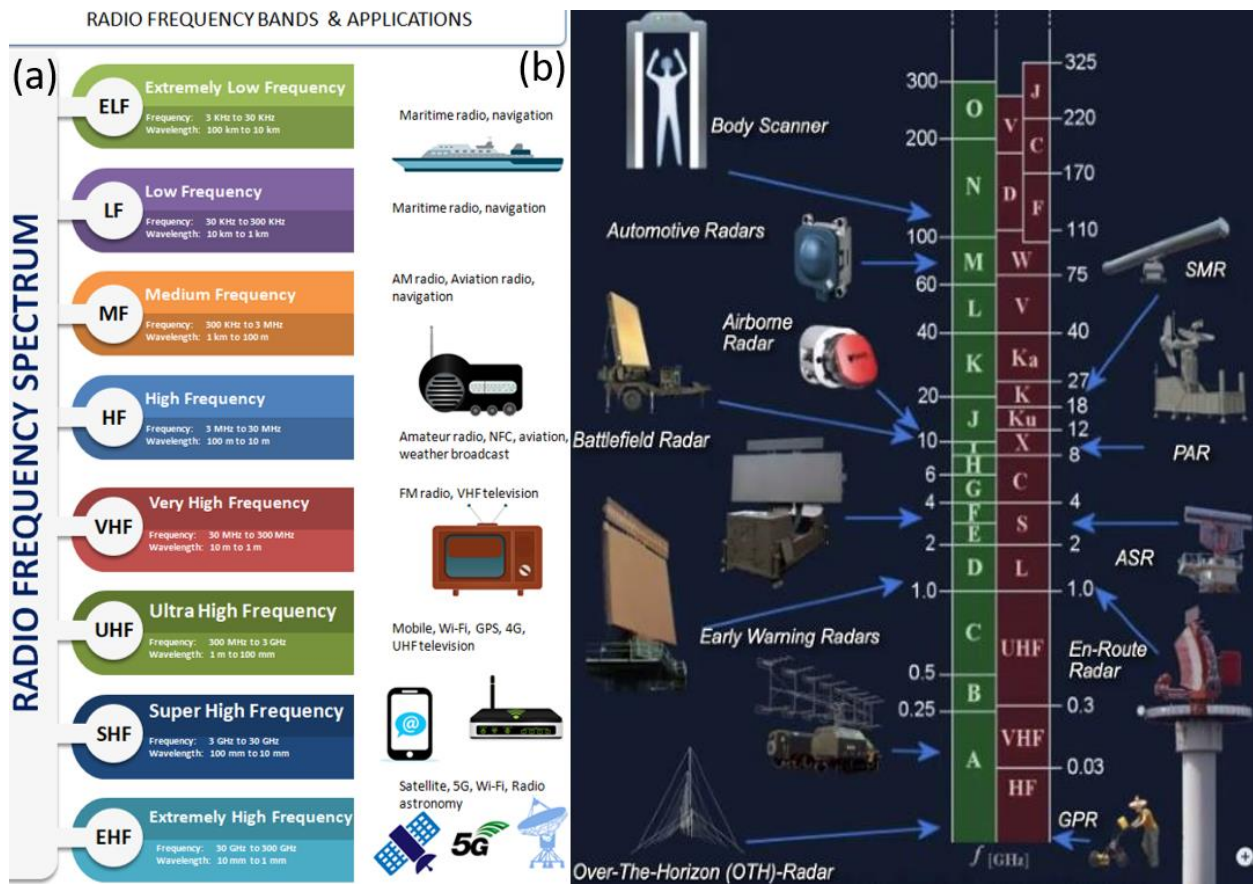 RADIO FREQUENCY BANDS & APPLICATIONS
(a)
RADIO FREQUENCY SPECTRUM
ELF
Extremely Low Frequency
Frequency: 3 KHz to 30 KHz
Wavelength: 100 km to 10 km
Maritime radio, navigation
LF
Low Frequency
Frequency: 30 KHz to 300 KHz
Wavelength: 10 km to 1 km
Maritime radio, navigation
MF
Medium Frequency
Frequency: 300 KHz to 3 MHz
Wavelength: 1 km to 100 m
AM radio, Aviation radio,
navigation
HF
High Frequency
Frequency: 3 MHz to 30 MHz
Wavelength: 100 m to 10 m
Amateur radio, NFC, aviation,
weather broadcast
VHF
Very High Frequency
Frequency: 30 MHz to 300 MHz
Wavelength: 10 m to 1 m
FM radio, VHF television
UHF
Ultra High Frequency
Frequency: 300 MHz to 3 GHz
Wavelength: 1 m to 100 mm
Mobile, Wi-Fi, GPS, 4G,
UHF television
@
SHF
Super High Frequency
Frequency: 3 GHz to 30 GHz
Wavelength: 100 mm to 10 mm
Satellite, 5G, Wi-Fi, Radio
astronomy
EHF
Extremely High Frequency
Frequency: 30 GHz to 300 GHz
Wavelength: 10 mm to 1 mm
5G
(b)
Body Scanner
Automotive Radars
Airborne
Radar
Battlefield Radar
Early Warning Radars
Over-The-Horizon (OTH)-Radar
300
200
100
60
40
20
10
6
4
2
1.0
0.5
0.25
O
N
M
L
K
J
I
H
G
F
E
D
C
B
A
J
V
C
D
F
W
V
Ka
K
Ku
X
C
S
L
UHF
VHF
HF
325
220
170
110
75
40
27
18
12
8
4
2
1.0
0.3
0.03
f [GHz]
SMR
PAR
ASR
En-Route
Radar
GPR